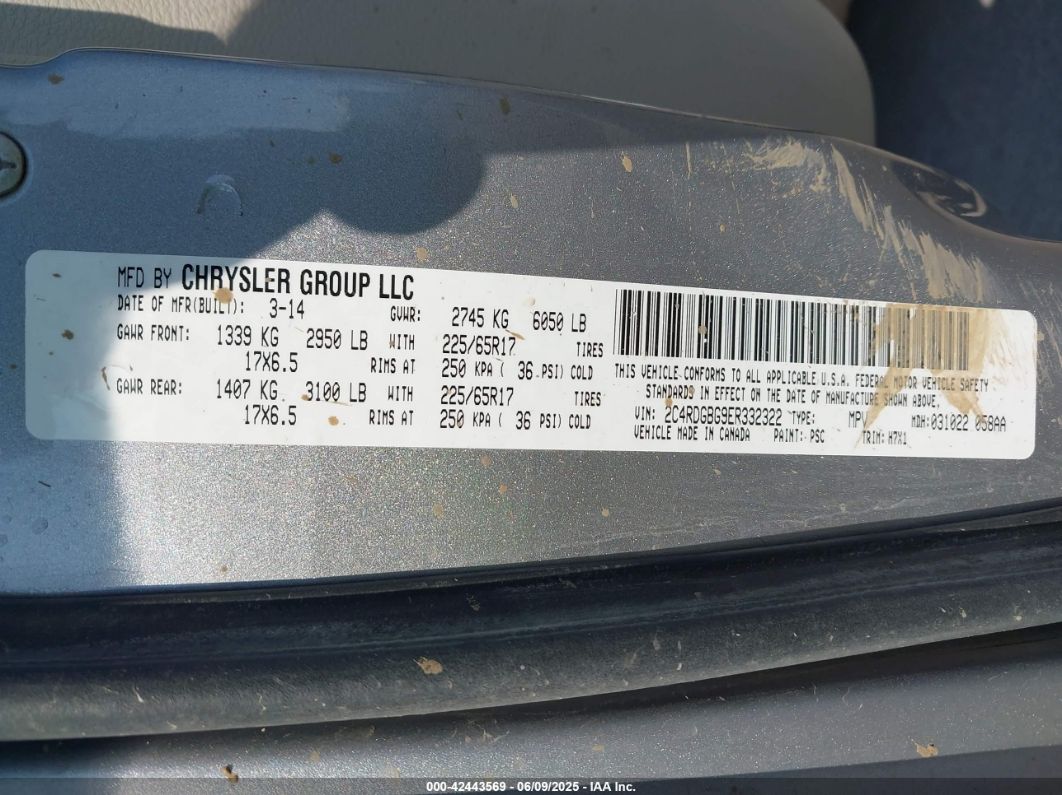 MFD BY CHRYSLER GROUP LLC
DATE OF MFR(BUILT): 3-14 GVWR: 2745 KG 6050 LB
GAWR FRONT: 1339 KG 2950 LB WITH 225/65R17 TIRES
17X6.5 RIMS AT 250 KPA ( 36 PSI) COLD
GAWR REAR: 1407 KG 3100 LB WITH 225/65R17 TIRES
17X6.5 RIMS AT 250 KPA ( 36 PSI) COLD
THIS VEHICLE CONFORMS TO ALL APPLICABLE U.S.A. FEDERAL MOTOR VEHICLE SAFETY
STANDARDS IN EFFECT ON THE DATE OF MANUFACTURE SHOWN ABOVE.
VIN: 2C4RDGBG9ER332322 TYPE: MPV MDH: 031022 058AA
VEHICLE MADE IN CANADA PAINT: PSC TRIM: H7X1
000-42443569 - 06/09/2025 - IAA Inc.